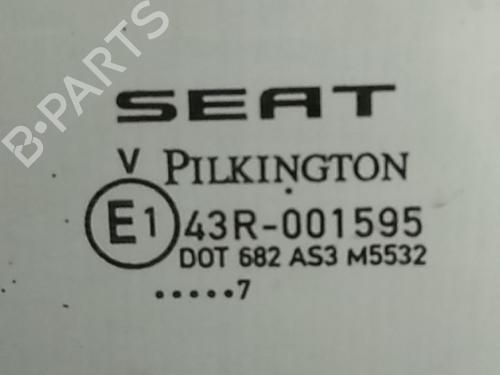 B-PARTS
SEAT
V PILKINGTON
E1 43R-001595
DOT 682 AS3 M5532
.....7